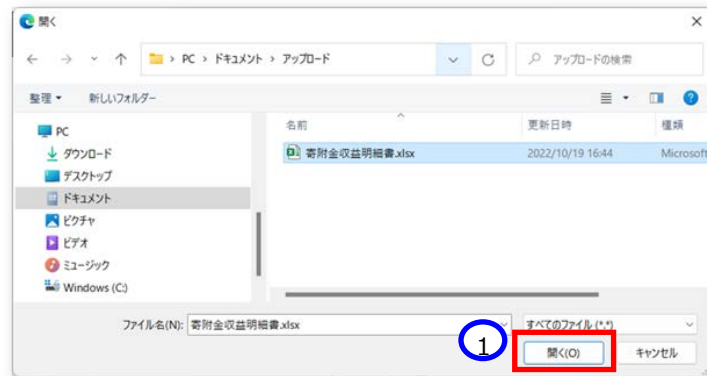 開く
PC › ドキュメント › アップロード
アップロードの検索
整理
新しいフォルダー
名前
更新日時
種類
PC
ダウンロード
デスクトップ
ドキュメント
ピクチャ
ビデオ
ミュージック
Windows (C:)
寄附金収益明細書.xlsx
2022/10/19 16:44
Microsoft
ファイル名(N):
寄附金収益明細書.xlsx
すべてのファイル (*.*)
1
開く(O)
キャンセル